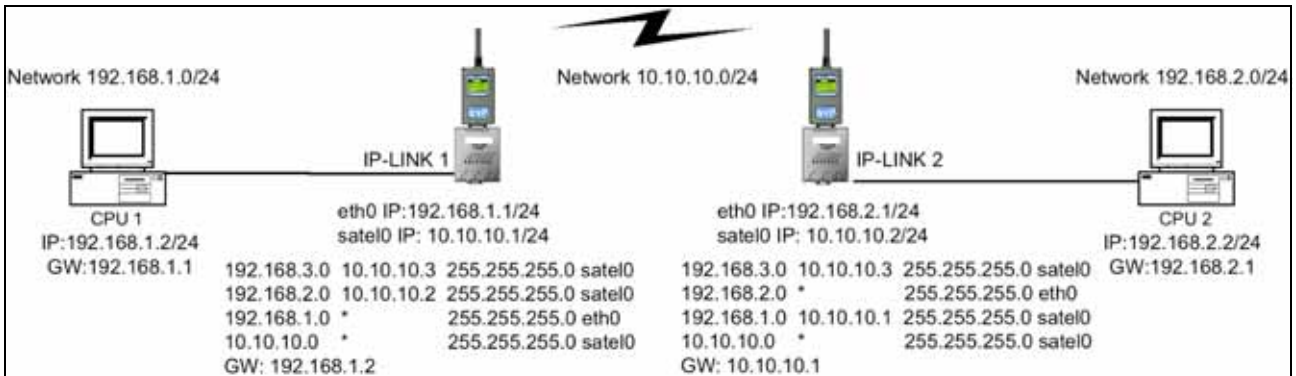 Network 192.168.1.0/24
Network 10.10.10.0/24
Network 192.168.2.0/24
IP-LINK 1
IP-LINK 2
CPU 1
IP:192.168.1.2/24
GW:192.168.1.1
eth0 IP:192.168.1.1/24
satel0 IP: 10.10.10.1/24
192.168.3.0 10.10.10.3 255.255.255.0 satel0
192.168.2.0 10.10.10.2 255.255.255.0 satel0
192.168.1.0 * 255.255.255.0 eth0
10.10.10.0 * 255.255.255.0 satel0
GW: 192.168.1.2
eth0 IP:192.168.2.1/24
satel0 IP: 10.10.10.2/24
192.168.3.0 10.10.10.3 255.255.255.0 satel0
192.168.2.0 * 255.255.255.0 eth0
192.168.1.0 10.10.10.1 255.255.255.0 satel0
10.10.10.0 * 255.255.255.0 satel0
GW: 10.10.10.1
CPU 2
IP:192.168.2.2/24
GW:192.168.2.1